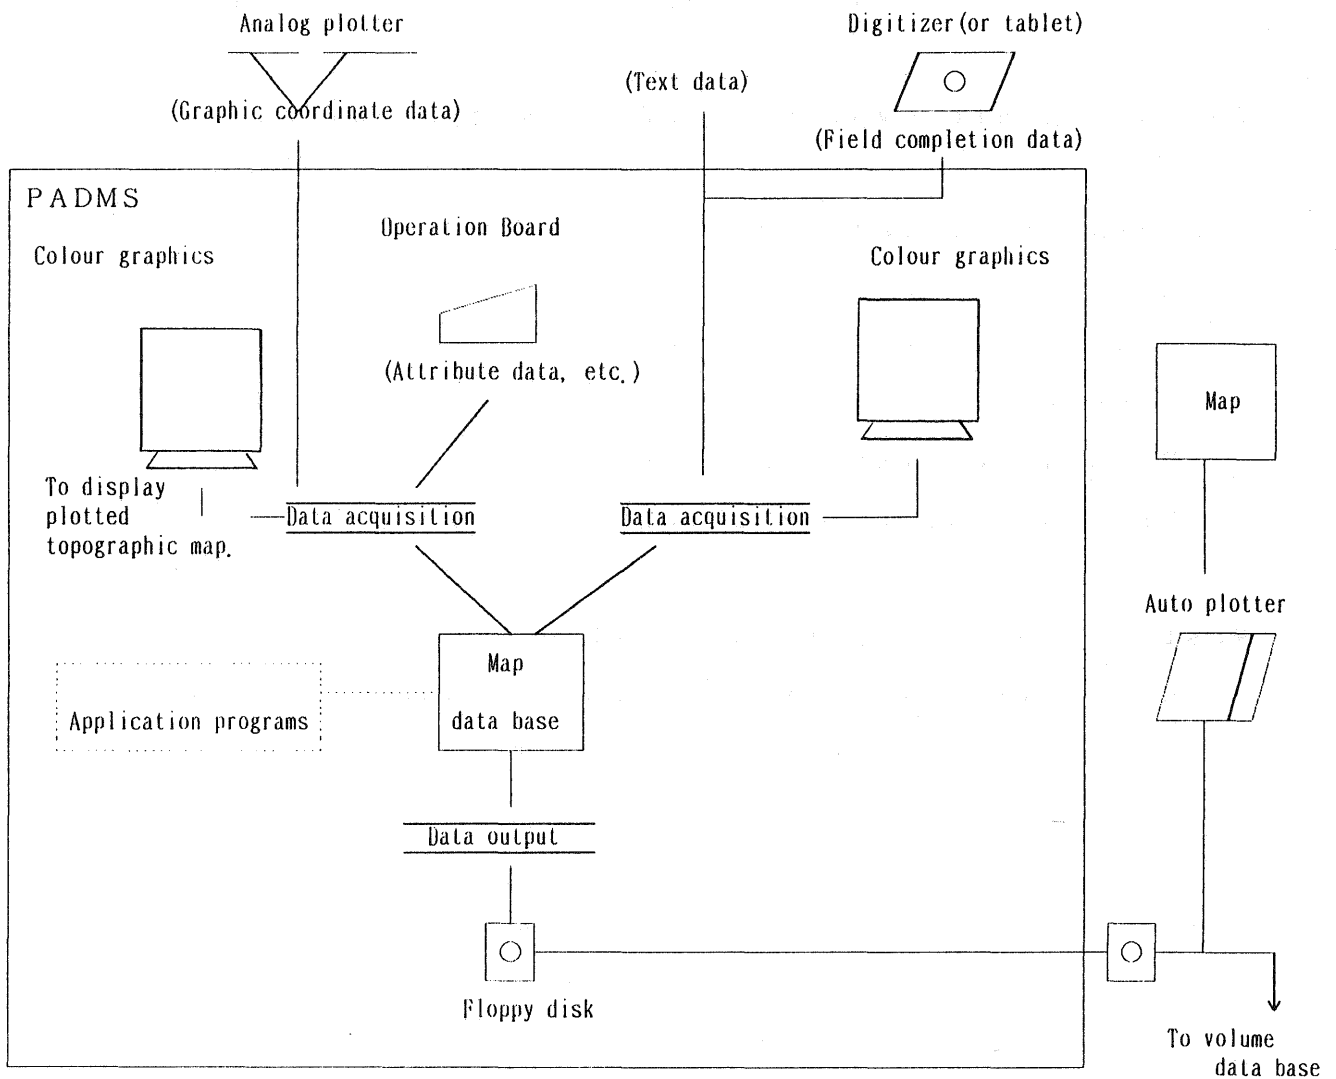 Analog plotter
Digitizer(or tablet)
(Text data)
(Graphic coordinate data)
(Field completion data)
PADMS
Operation Board
Colour graphics
Colour graphics
(Attribute data, etc.)
Map
To display
plotted
topographic map.
Data acquisition
Data acquisition
Auto plotter
Map
data base
Application programs
Data output
Floppy disk
To volume
data base